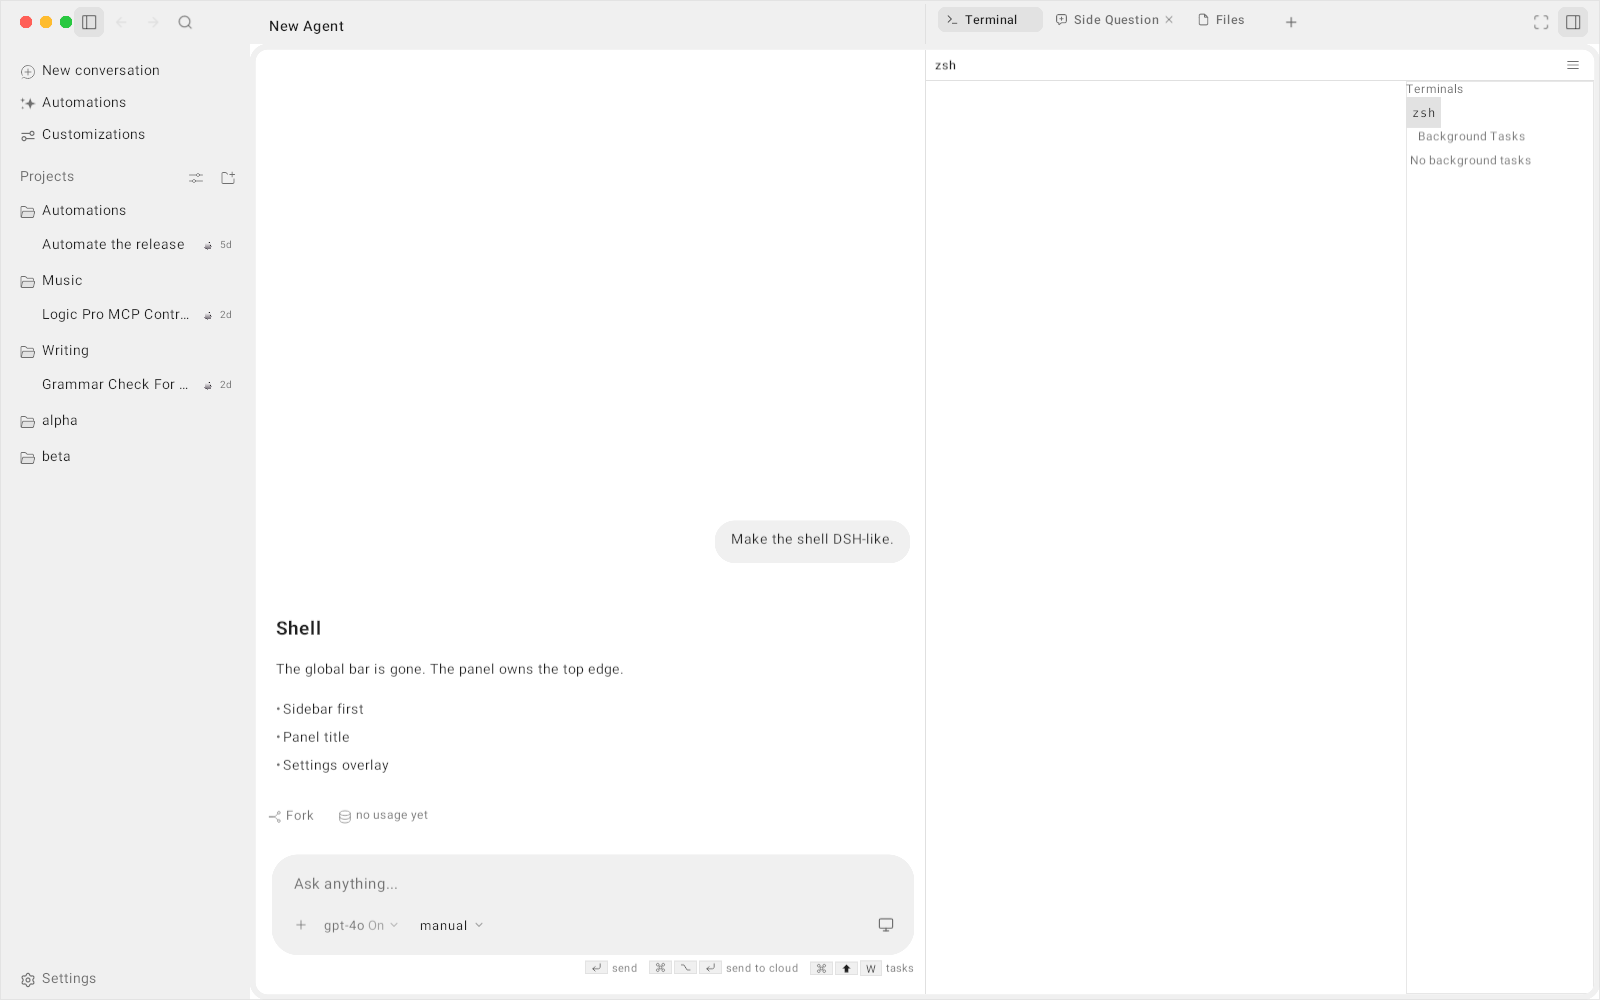 New Agent
Terminal
Side Question
Files
New conversation
Automations
Customizations
Projects
Automations
Automate the release 5d
Music
Logic Pro MCP Contr... 2d
Writing
Grammar Check For ... 2d
alpha
beta
Settings
Make the shell DSH-like.
Shell
The global bar is gone. The panel owns the top edge.
• Sidebar first
• Panel title
• Settings overlay
Fork no usage yet
Ask anything...
gpt-4o On manual
send ⌘ ⌥ send to cloud ⌘ W tasks
zsh
Terminals
zsh
Background Tasks
No background tasks